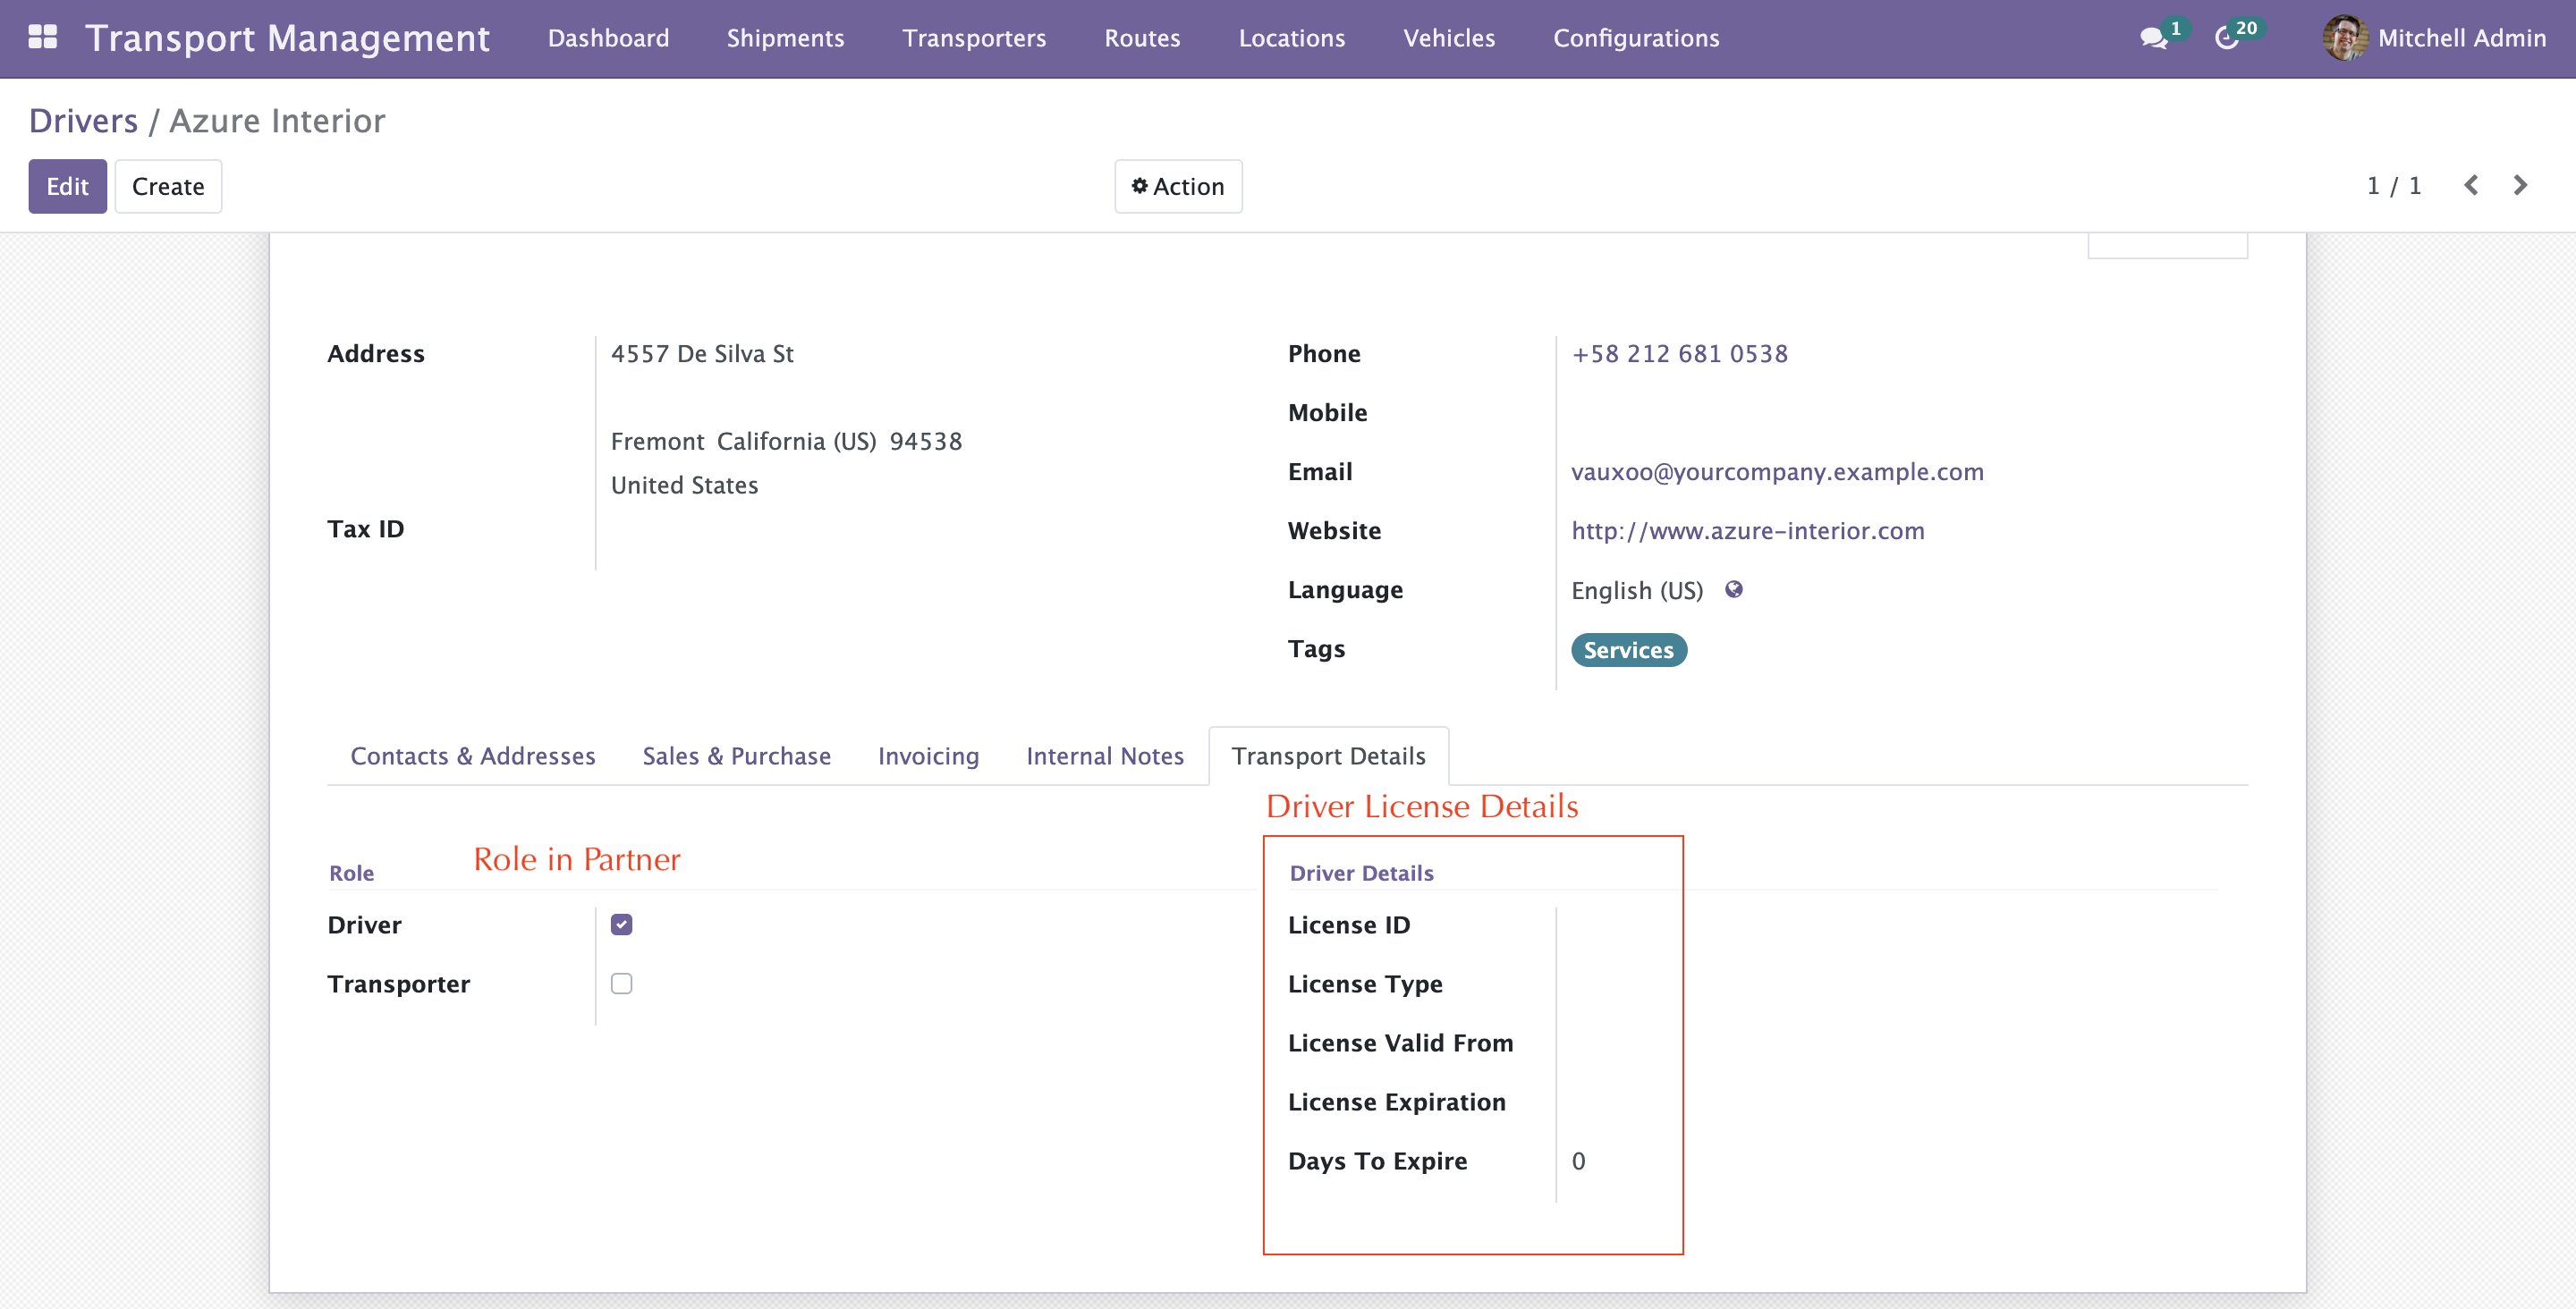 Transport Management Dashboard Shipments Transporters Routes Locations Vehicles Configurations 1 20 Mitchell Admin
Drivers / Azure Interior
Edit Create Action 1 / 1
Address 4557 De Silva St
Fremont California (US) 94538
United States
Tax ID
Phone +58 212 681 0538
Mobile
Email vauxoo@yourcompany.example.com
Website http://www.azure-interior.com
Language English (US)
Tags Services
Contacts & Addresses Sales & Purchase Invoicing Internal Notes Transport Details
Role in Partner
Role
Driver
Transporter
Driver License Details
Driver Details
License ID
License Type
License Valid From
License Expiration
Days To Expire 0